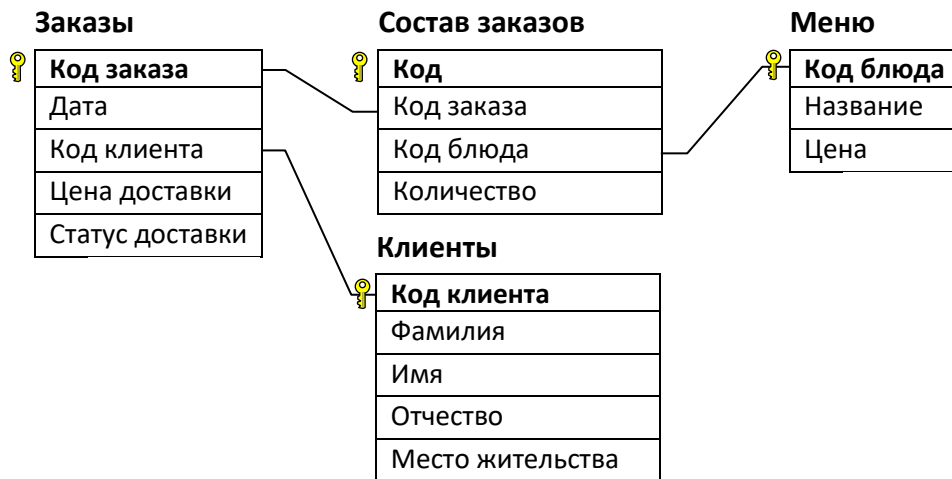 Заказы
Код заказа
Дата
Код клиента
Цена доставки
Статус доставки
Состав заказов
Код
Код заказа
Код блюда
Количество
Меню
Код блюда
Название
Цена
Клиенты
Код клиента
Фамилия
Имя
Отчество
Место жительства